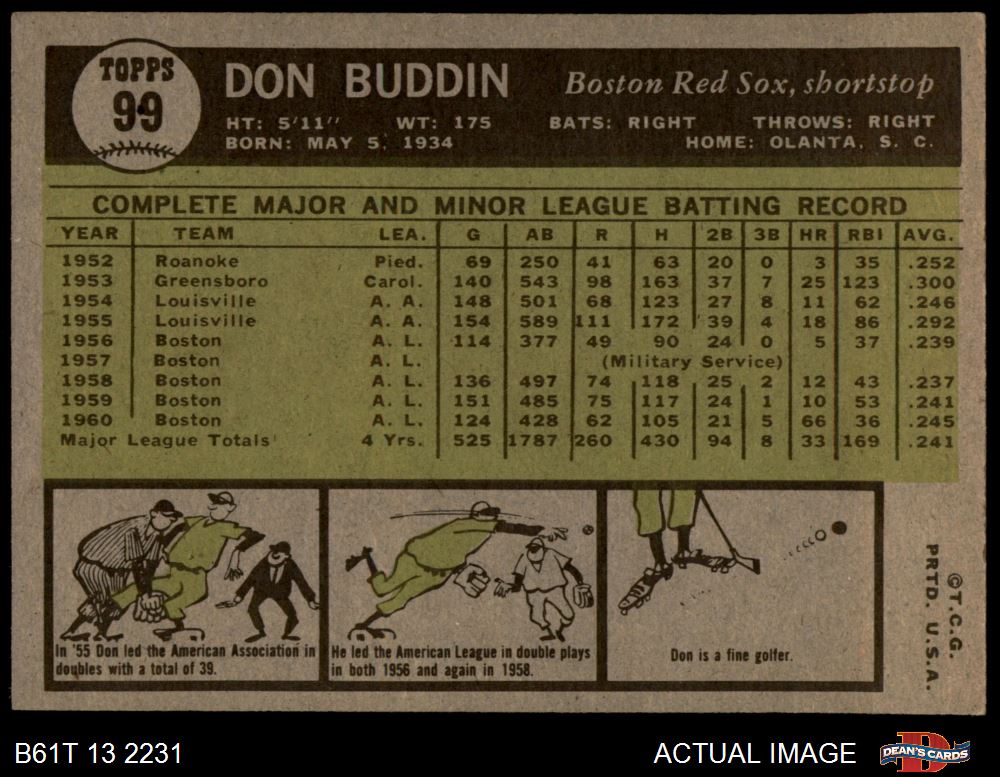 TOPPS
99
DON BUDDIN
Boston Red Sox, shortstop
HT: 5'11" WT: 175 BATS: RIGHT THROWS: RIGHT
BORN: MAY 5, 1934 HOME: OLANTA, S. C.
COMPLETE MAJOR AND MINOR LEAGUE BATTING RECORD
YEAR TEAM LEA. G AB R H 2B 3B HR RBI AVG.
1952 Roanoke Pied. 69 250 41 63 20 0 3 35 .252
1953 Greensboro Carol. 140 543 98 163 37 7 25 123 .300
1954 Louisville A. A. 148 501 68 123 27 8 11 62 .246
1955 Louisville A. A. 154 589 111 172 39 4 18 86 .292
1956 Boston A. L. 114 377 49 90 24 0 5 37 .239
1957 Boston A. L. (Military Service)
1958 Boston A. L. 136 497 74 118 25 2 12 43 .237
1959 Boston A. L. 151 485 75 117 24 1 10 53 .241
1960 Boston A. L. 124 428 62 105 21 5 66 36 .245
Major League Totals 4 Yrs. 525 1787 260 430 94 8 33 169 .241
In '55 Don led the American Association in
doubles with a total of 39.
He led the American League in double plays
in both 1956 and again in 1958.
Don is a fine golfer.
©T.C.G.
PRTD. U.S.A.
B61T 13 2231
ACTUAL IMAGE
D
DEAN'S CARDS